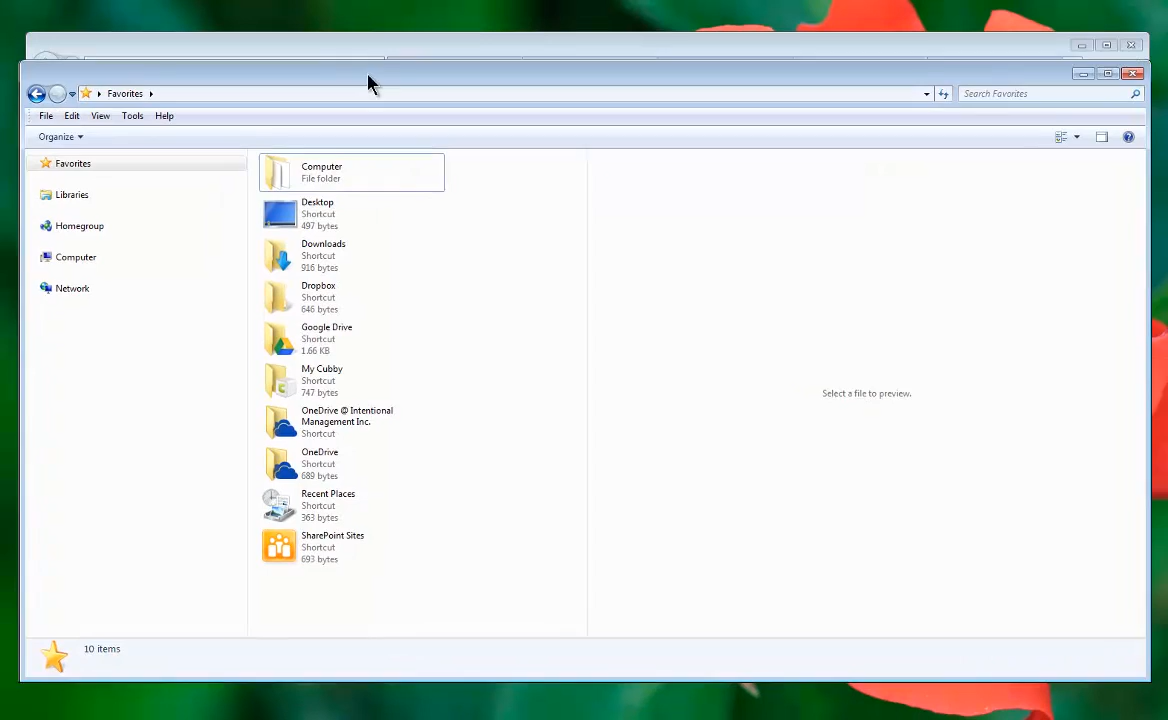 Favorites
Search Favorites
File Edit View Tools Help
Organize
Favorites
Libraries
Homegroup
Computer
Network
Computer
File folder
Desktop
Shortcut
497 bytes
Downloads
Shortcut
916 bytes
Dropbox
Shortcut
646 bytes
Google Drive
Shortcut
1.66 KB
My Cubby
Shortcut
747 bytes
OneDrive @ Intentional
Management Inc.
Shortcut
OneDrive
Shortcut
689 bytes
Recent Places
Shortcut
363 bytes
SharePoint Sites
Shortcut
693 bytes
Select a file to preview.
10 items